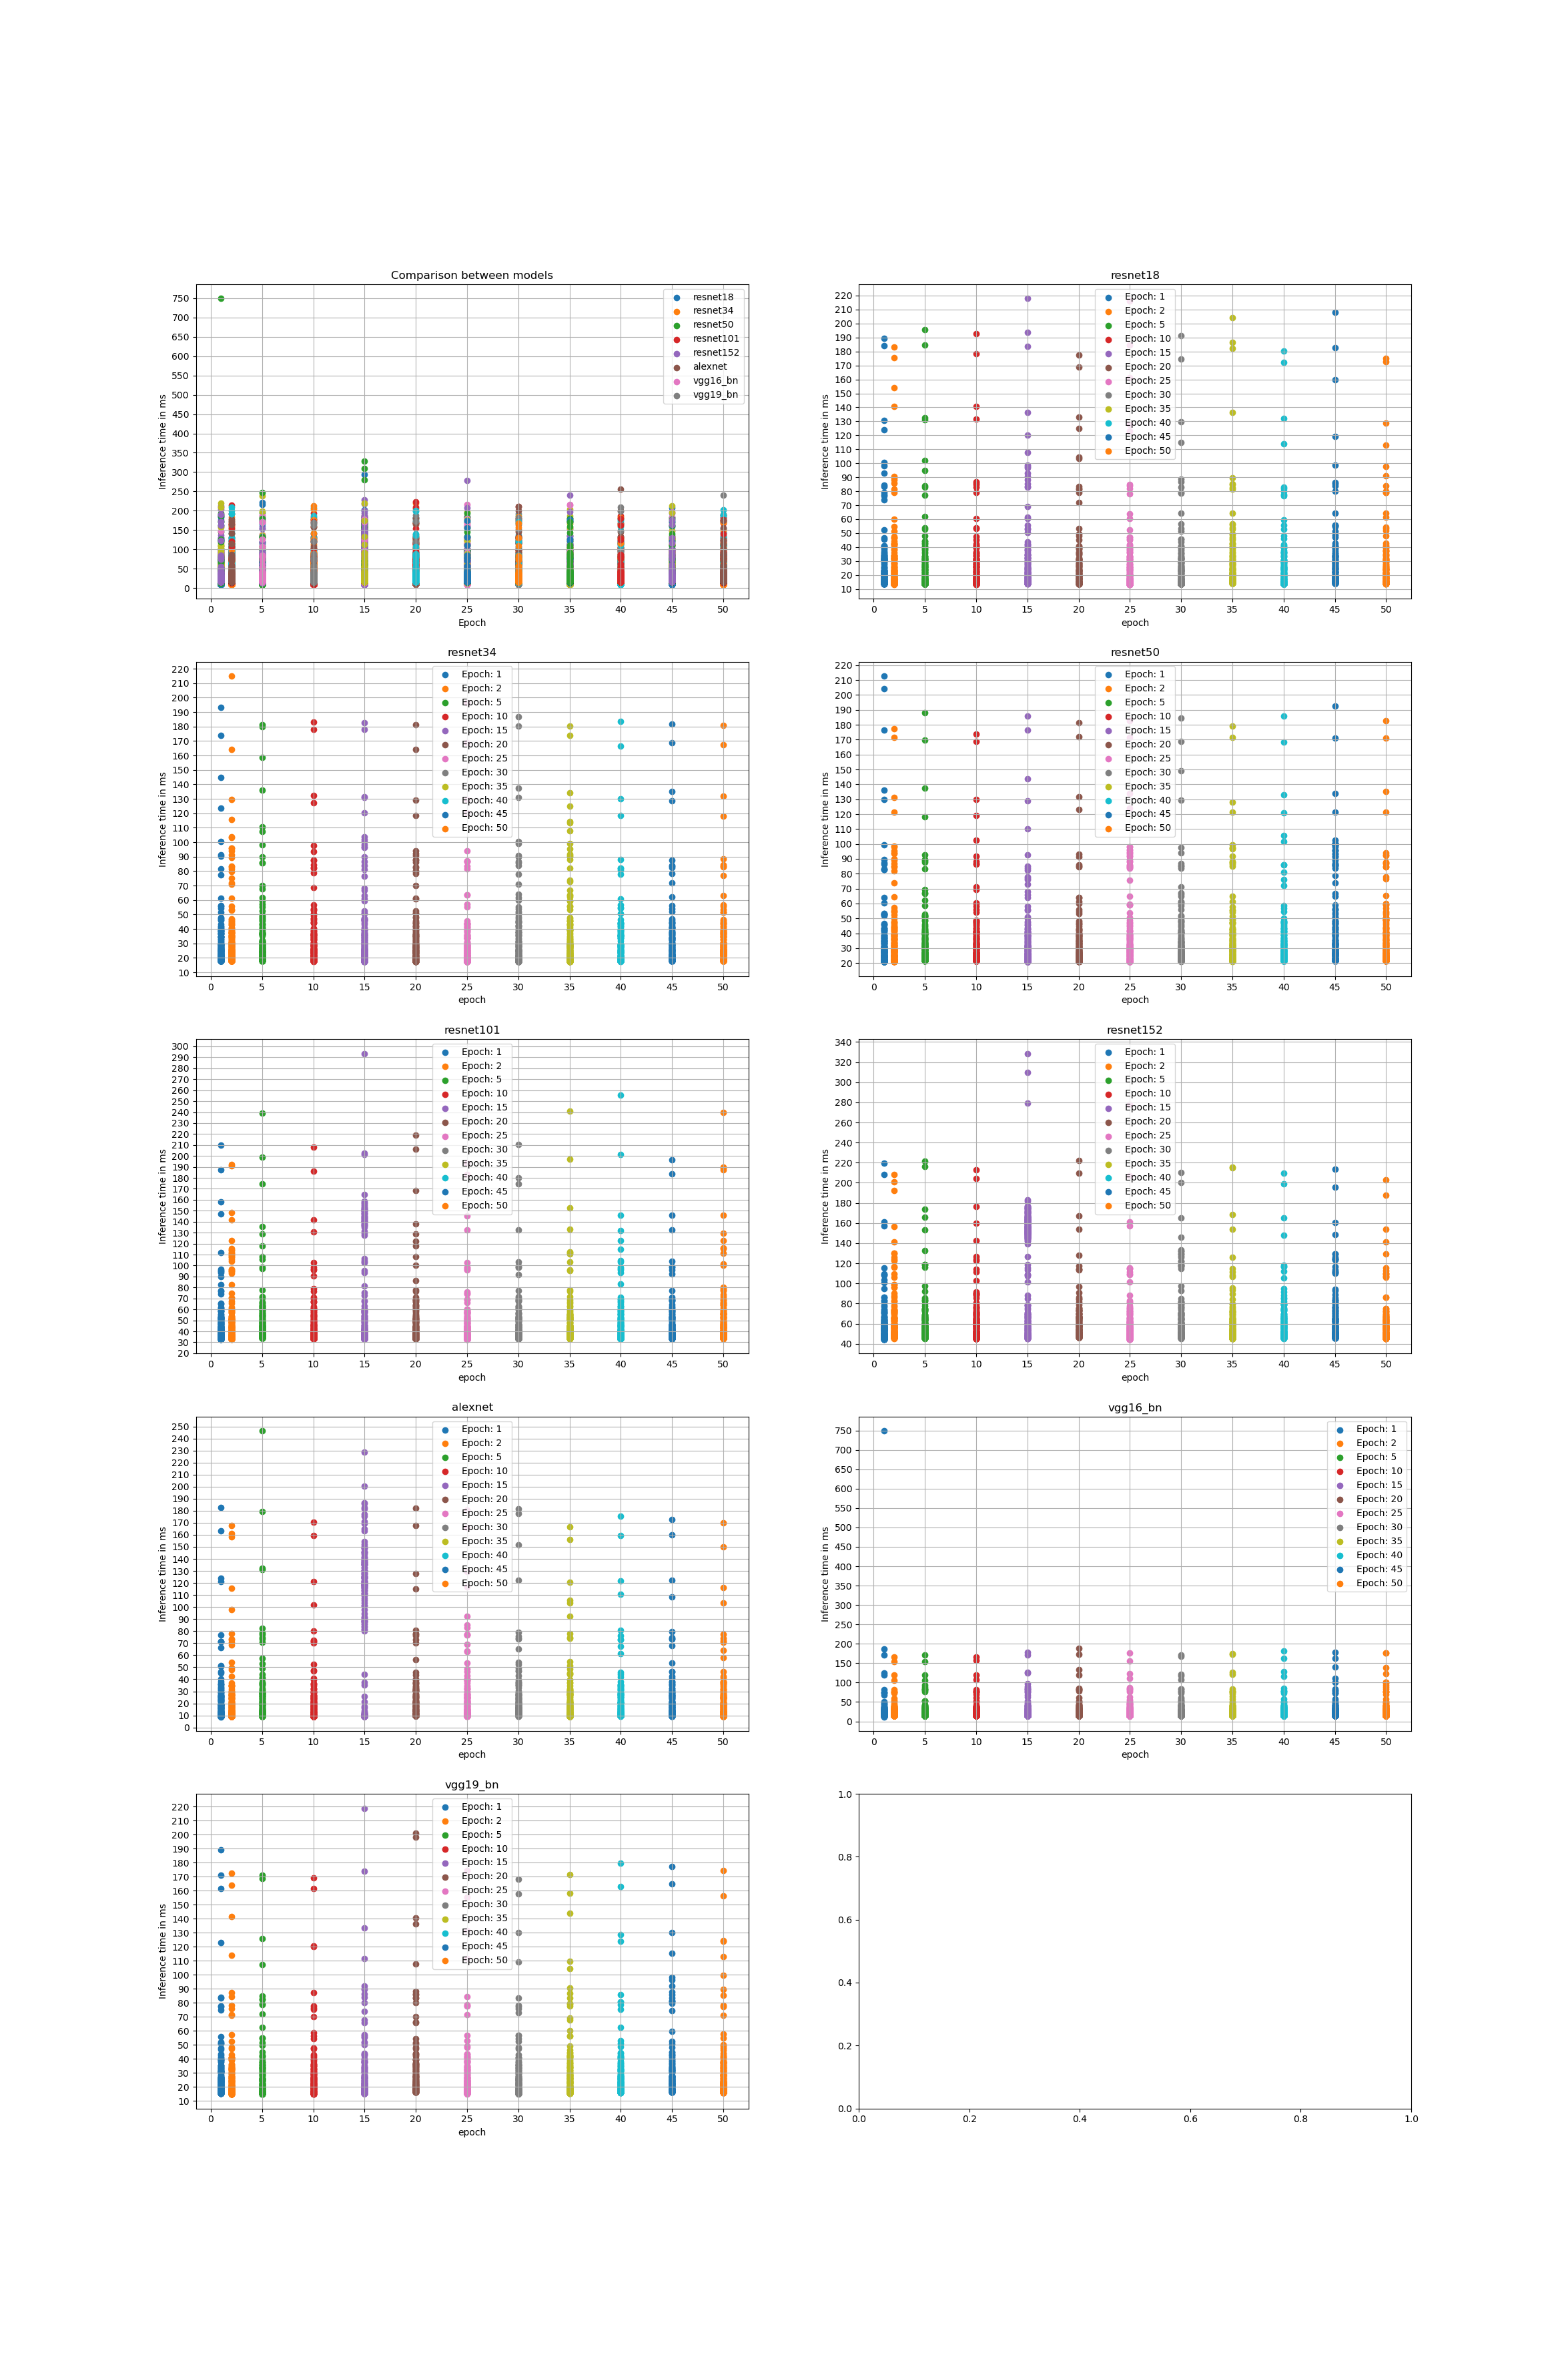 Comparison between models
Inference time in ms
750
700
650
600
550
500
450
400
350
300
250
200
150
100
50
0
resnet18
resnet34
resnet50
resnet101
resnet152
alexnet
vgg16_bn
vgg19_bn
0 5 10 15 20 25 30 35 40 45 50
Epoch
resnet18
Inference time in ms
220
210
200
190
180
170
160
150
140
130
120
110
100
90
80
70
60
50
40
30
20
10
Epoch: 1
Epoch: 2
Epoch: 5
Epoch: 10
Epoch: 15
Epoch: 20
Epoch: 25
Epoch: 30
Epoch: 35
Epoch: 40
Epoch: 45
Epoch: 50
0 5 10 15 20 25 30 35 40 45 50
epoch
resnet34
Inference time in ms
220
210
200
190
180
170
160
150
140
130
120
110
100
90
80
70
60
50
40
30
20
10
Epoch: 1
Epoch: 2
Epoch: 5
Epoch: 10
Epoch: 15
Epoch: 20
Epoch: 25
Epoch: 30
Epoch: 35
Epoch: 40
Epoch: 45
Epoch: 50
0 5 10 15 20 25 30 35 40 45 50
epoch
resnet50
Inference time in ms
220
210
200
190
180
170
160
150
140
130
120
110
100
90
80
70
60
50
40
30
20
Epoch: 1
Epoch: 2
Epoch: 5
Epoch: 10
Epoch: 15
Epoch: 20
Epoch: 25
Epoch: 30
Epoch: 35
Epoch: 40
Epoch: 45
Epoch: 50
0 5 10 15 20 25 30 35 40 45 50
epoch
resnet101
Inference time in ms
300
290
280
270
260
250
240
230
220
210
200
190
180
170
160
150
140
130
120
110
100
90
80
70
60
50
40
30
20
Epoch: 1
Epoch: 2
Epoch: 5
Epoch: 10
Epoch: 15
Epoch: 20
Epoch: 25
Epoch: 30
Epoch: 35
Epoch: 40
Epoch: 45
Epoch: 50
0 5 10 15 20 25 30 35 40 45 50
epoch
resnet152
Inference time in ms
340
320
300
280
260
240
220
200
180
160
140
120
100
80
60
40
Epoch: 1
Epoch: 2
Epoch: 5
Epoch: 10
Epoch: 15
Epoch: 20
Epoch: 25
Epoch: 30
Epoch: 35
Epoch: 40
Epoch: 45
Epoch: 50
0 5 10 15 20 25 30 35 40 45 50
epoch
alexnet
Inference time in ms
250
240
230
220
210
200
190
180
170
160
150
140
130
120
110
100
90
80
70
60
50
40
30
20
10
0
Epoch: 1
Epoch: 2
Epoch: 5
Epoch: 10
Epoch: 15
Epoch: 20
Epoch: 25
Epoch: 30
Epoch: 35
Epoch: 40
Epoch: 45
Epoch: 50
0 5 10 15 20 25 30 35 40 45 50
epoch
vgg16_bn
Inference time in ms
750
700
650
600
550
500
450
400
350
300
250
200
150
100
50
0
Epoch: 1
Epoch: 2
Epoch: 5
Epoch: 10
Epoch: 15
Epoch: 20
Epoch: 25
Epoch: 30
Epoch: 35
Epoch: 40
Epoch: 45
Epoch: 50
0 5 10 15 20 25 30 35 40 45 50
epoch
vgg19_bn
Inference time in ms
220
210
200
190
180
170
160
150
140
130
120
110
100
90
80
70
60
50
40
30
20
10
Epoch: 1
Epoch: 2
Epoch: 5
Epoch: 10
Epoch: 15
Epoch: 20
Epoch: 25
Epoch: 30
Epoch: 35
Epoch: 40
Epoch: 45
Epoch: 50
0 5 10 15 20 25 30 35 40 45 50
epoch
1.0
0.8
0.6
0.4
0.2
0.0
0.0 0.2 0.4 0.6 0.8 1.0